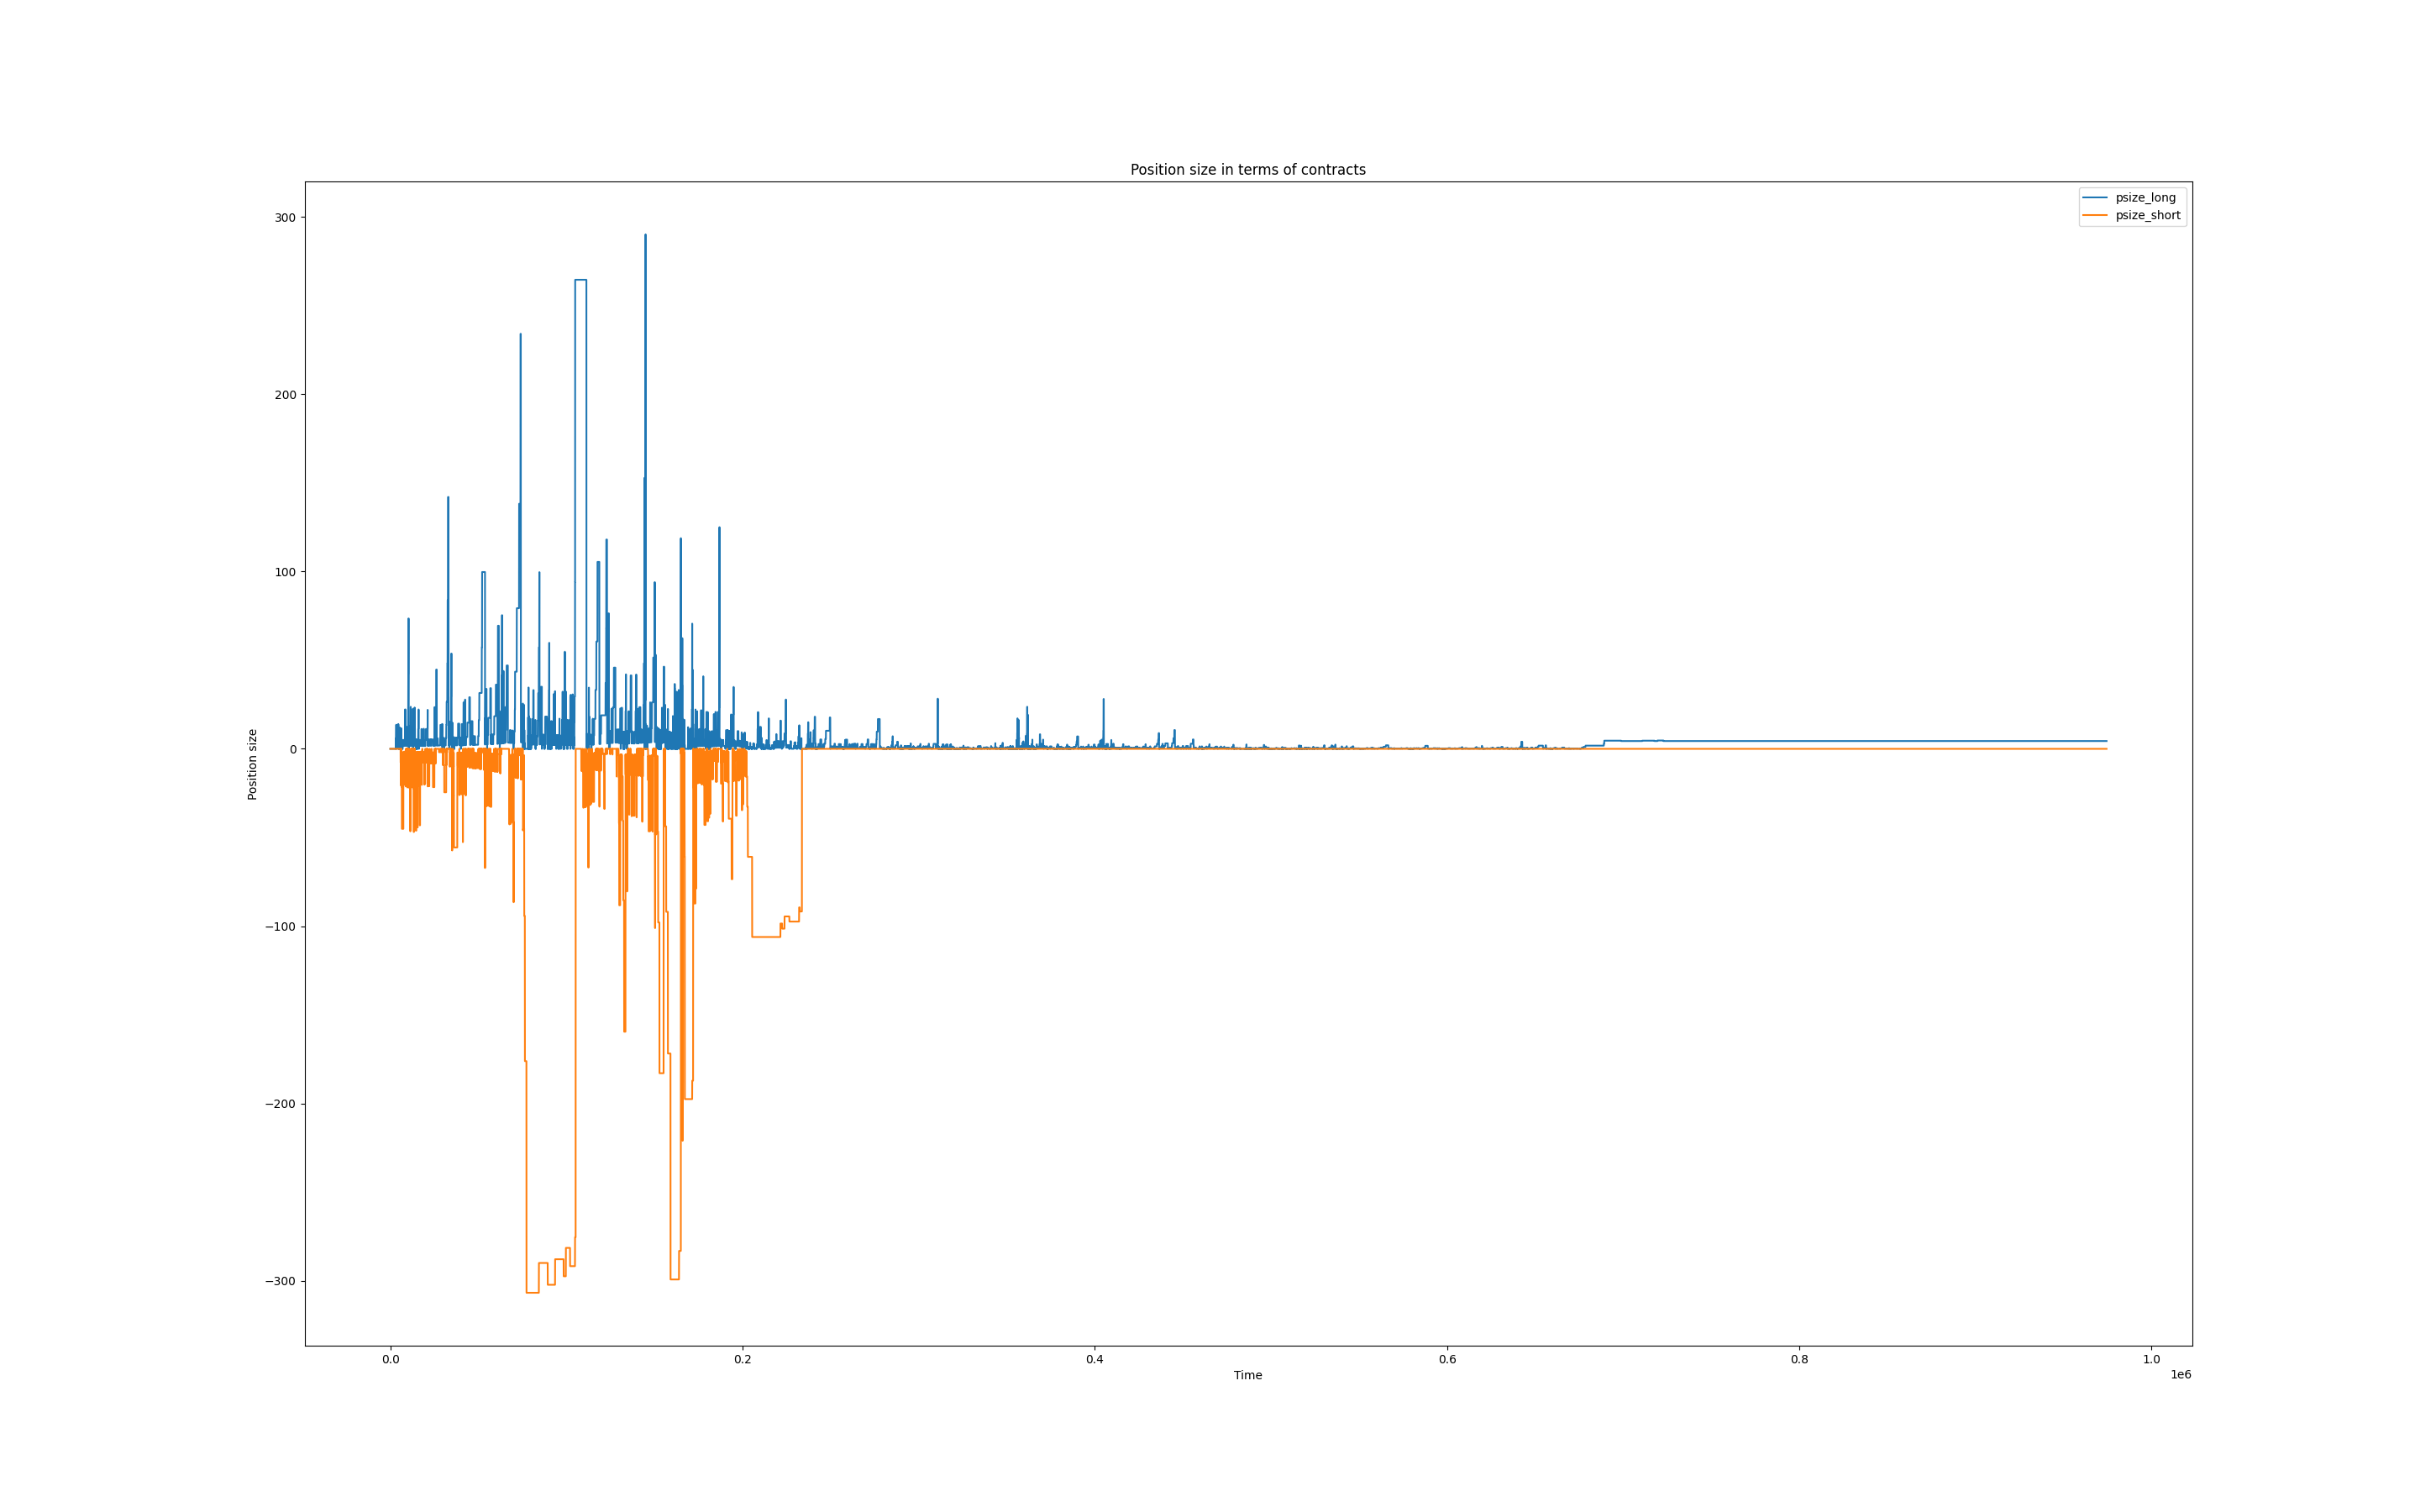 Position size in terms of contracts
psize_long
psize_short
300
200
100
0
−100
−200
−300
Position size
0.0
0.2
0.4
0.6
0.8
1.0
Time
1e6